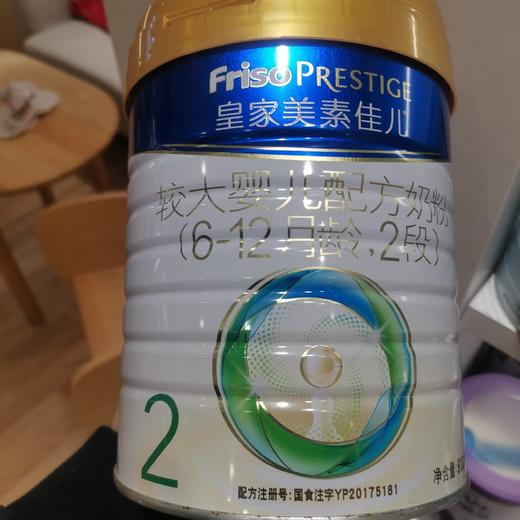 Friso PRESTIGE
皇家美素佳儿
较大婴儿配方奶粉
(6-12月龄,2段)
2
配方注册号:国食注字YP20175181
净含量: